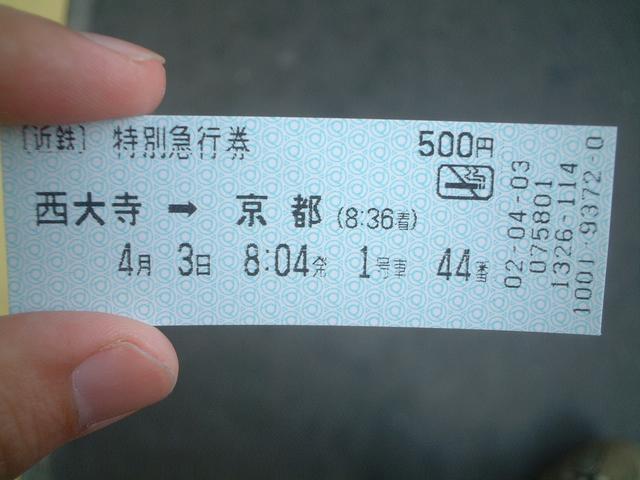 [近鉄] 特別急行券 500円
西大寺 → 京都 (8:36着)
4月 3日 8:04発 1号車 44番
02-04-03
075801
1326-114
1001 9372-0